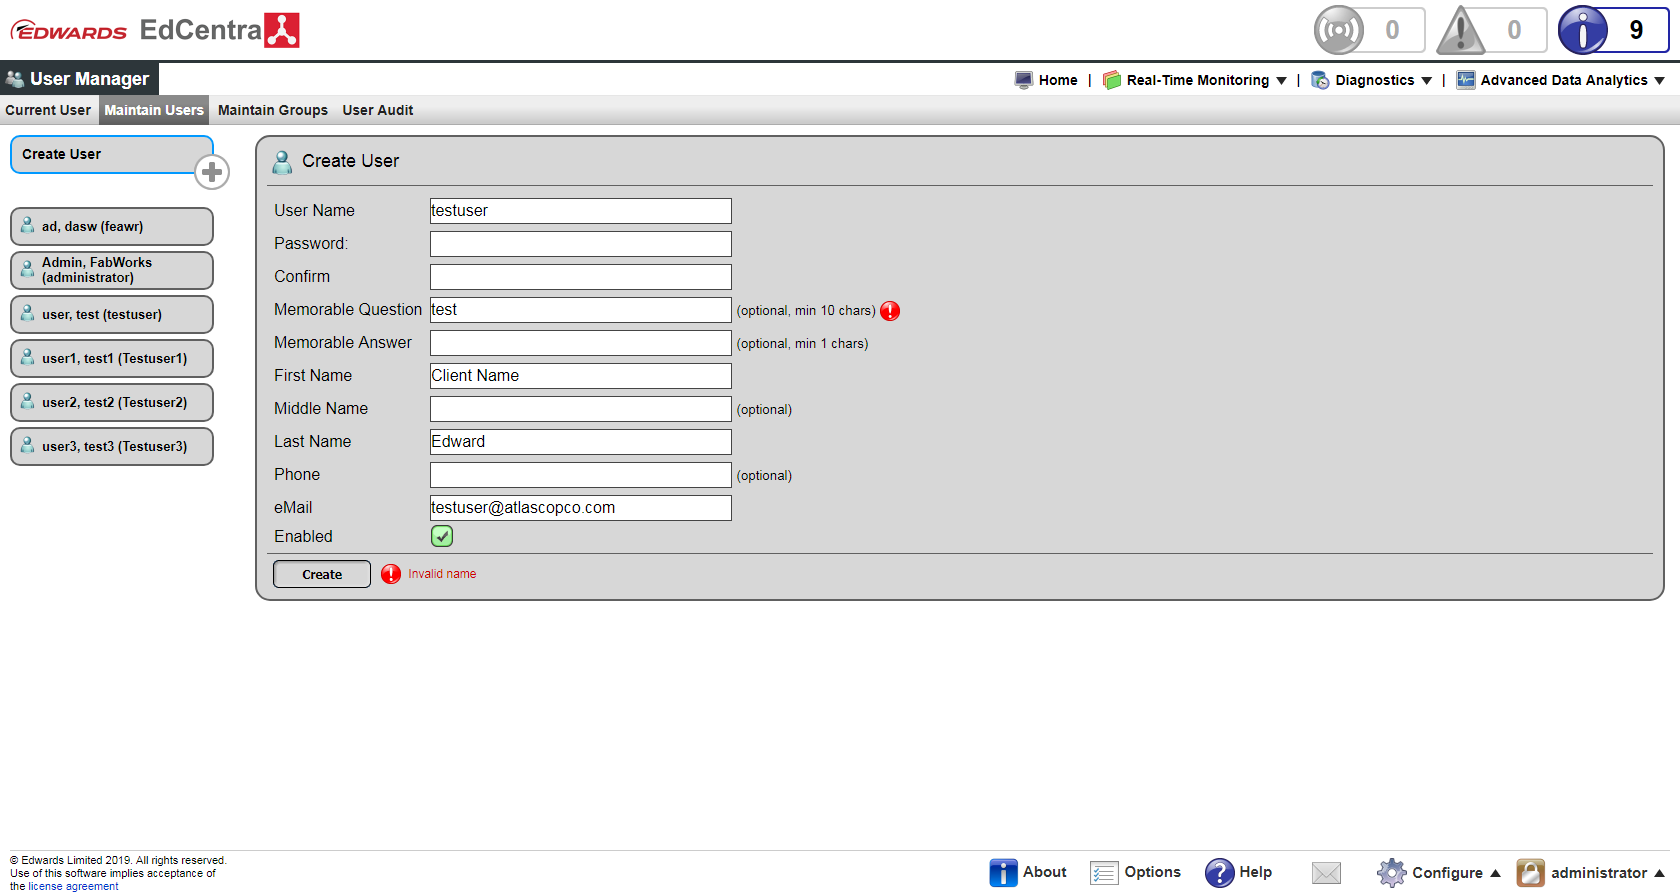 EDWARDS EdCentra
0 0 9
User Manager
Home | Real-Time Monitoring ▼ | Diagnostics ▼ | Advanced Data Analytics ▼
Current User Maintain Users Maintain Groups User Audit
Create User
ad, dasw (feawr)
Admin, FabWorks
(administrator)
user, test (testuser)
user1, test1 (Testuser1)
user2, test2 (Testuser2)
user3, test3 (Testuser3)
Create User
User Name testuser
Password:
Confirm
Memorable Question test (optional, min 10 chars)
Memorable Answer (optional, min 1 chars)
First Name Client Name
Middle Name (optional)
Last Name Edward
Phone (optional)
eMail testuser@atlascopco.com
Enabled
Create Invalid name
© Edwards Limited 2019. All rights reserved.
Use of this software implies acceptance of
the license agreement
About Options Help Configure ▲ administrator ▲